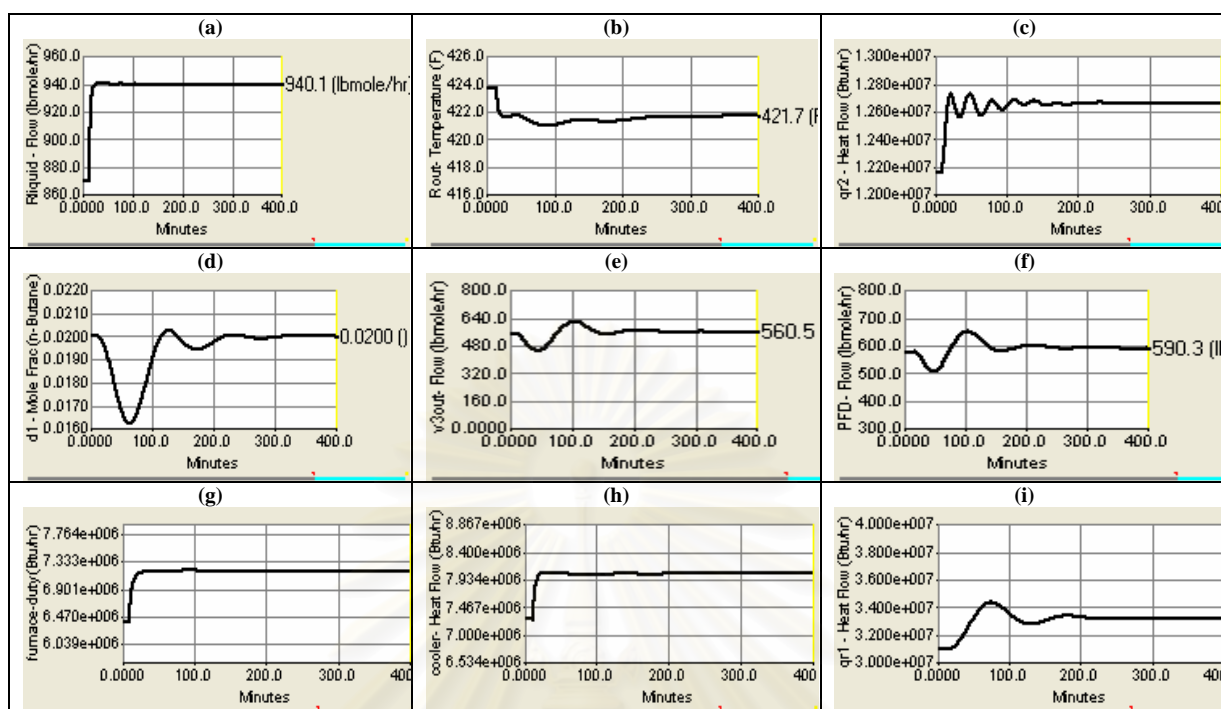 (a)
Rliquid - Flow (lbmole/hr)
960.0
940.0
920.0
900.0
880.0
860.0
940.1 (lbmole/hr)
0.0000 100.0 200.0 300.0 400.0
Minutes
(b)
Rout- Temperature (F)
426.0
424.0
422.0
420.0
418.0
416.0
421.7 (F
0.0000 100.0 200.0 300.0 400.0
Minutes
(c)
qr2 - Heat Flow (Btu/hr)
1.300e+007
1.280e+007
1.260e+007
1.240e+007
1.220e+007
1.200e+007
0.0000 100.0 200.0 300.0 400
Minutes
(d)
d1 - Mole Frac (n-Butane)
0.0220
0.0210
0.0200
0.0190
0.0180
0.0170
0.0160
0.0200 ()
0.0000 100.0 200.0 300.0 400.0
Minutes
(e)
v3out- Flow (lbmole/hr)
800.0
640.0
480.0
320.0
160.0
0.0000
560.5
0.0000 100.0 200.0 300.0 400.0
Minutes
(f)
PFD - Flow (lbmole/hr)
800.0
700.0
600.0
500.0
400.0
300.0
590.3 (lb
0.0000 100.0 200.0 300.0 400.0
Minutes
(g)
furnace-duty (Btu/hr)
7.764e+006
7.333e+006
6.901e+006
6.470e+006
6.039e+006
0.0000 100.0 200.0 300.0 400
Minutes
(h)
cooler- Heat Flow (Btu/hr)
8.867e+006
8.400e+006
7.934e+006
7.467e+006
7.000e+006
6.534e+006
0.0000 100.0 200.0 300.0 400
Minutes
(i)
qr1 - Heat Flow (Btu/hr)
4.000e+007
3.800e+007
3.600e+007
3.400e+007
3.200e+007
3.000e+007
0.0000 100.0 200.0 300.0 400
Minutes